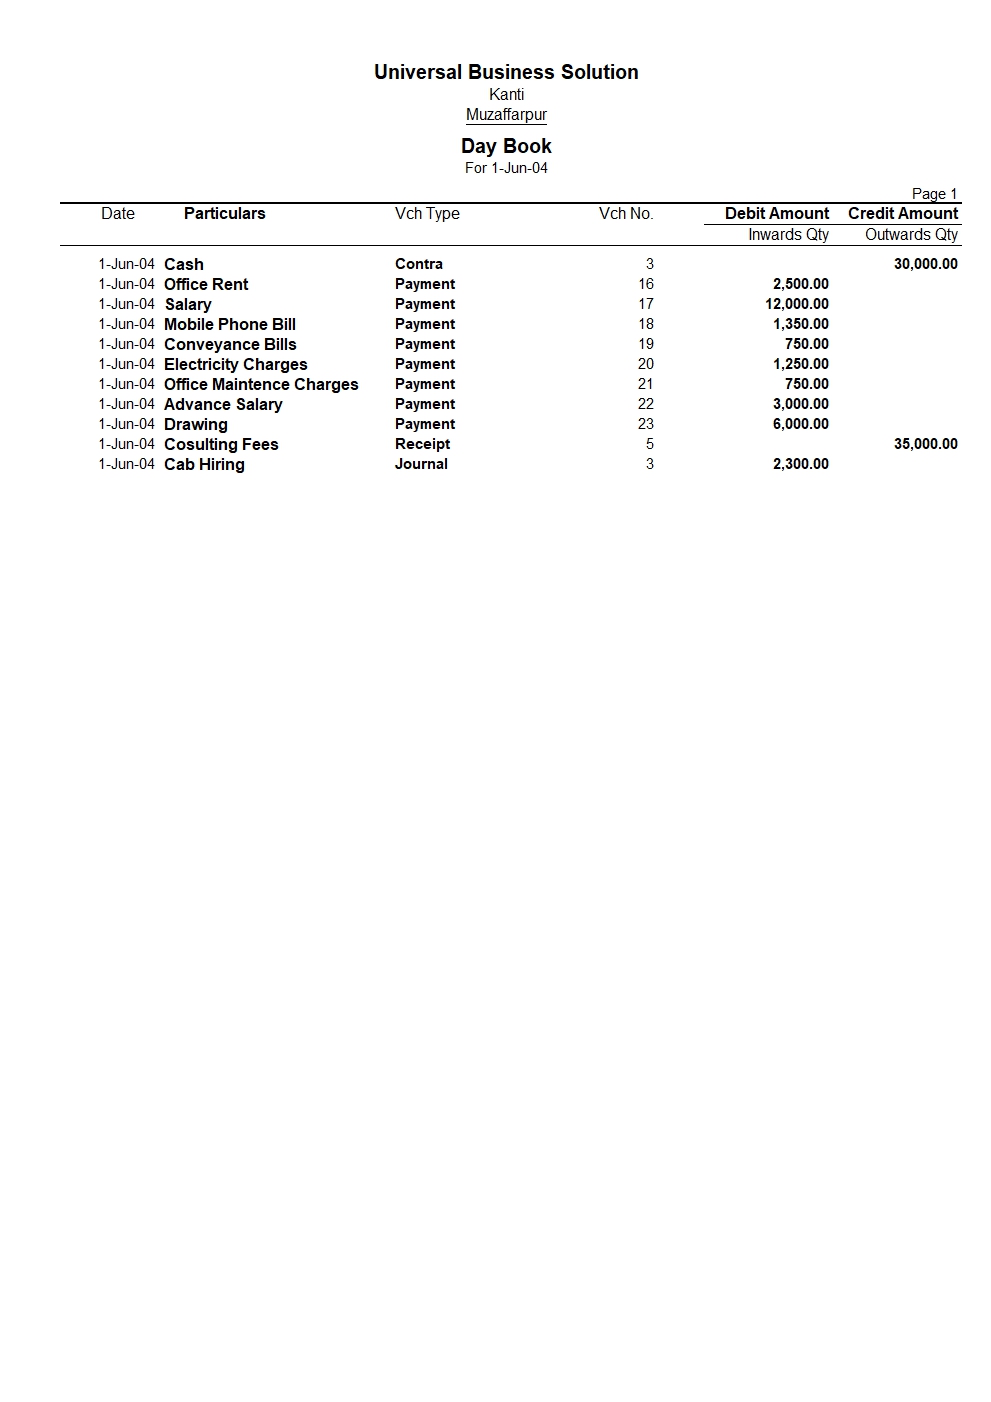 Universal Business Solution
Kanti
Muzaffarpur
Day Book
For 1-Jun-04
Page 1
Date Particulars Vch Type Vch No. Debit Amount Credit Amount
Inwards Qty Outwards Qty
1-Jun-04 Cash Contra 3 30,000.00
1-Jun-04 Office Rent Payment 16 2,500.00
1-Jun-04 Salary Payment 17 12,000.00
1-Jun-04 Mobile Phone Bill Payment 18 1,350.00
1-Jun-04 Conveyance Bills Payment 19 750.00
1-Jun-04 Electricity Charges Payment 20 1,250.00
1-Jun-04 Office Maintence Charges Payment 21 750.00
1-Jun-04 Advance Salary Payment 22 3,000.00
1-Jun-04 Drawing Payment 23 6,000.00
1-Jun-04 Cosulting Fees Receipt 5 35,000.00
1-Jun-04 Cab Hiring Journal 3 2,300.00